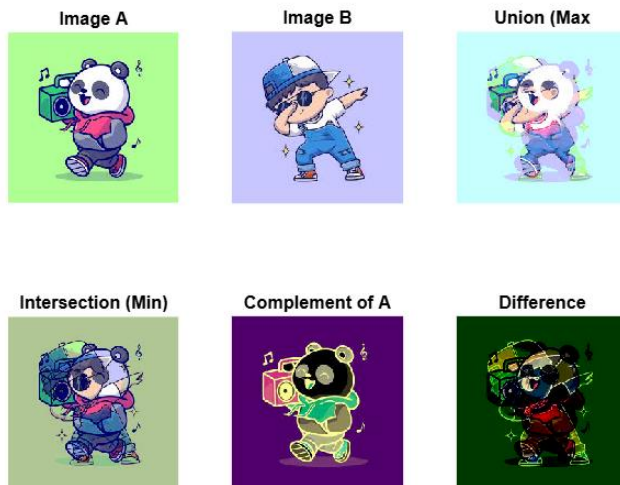 Image A
Image B
Union (Max
Intersection (Min)
Complement of A
Difference